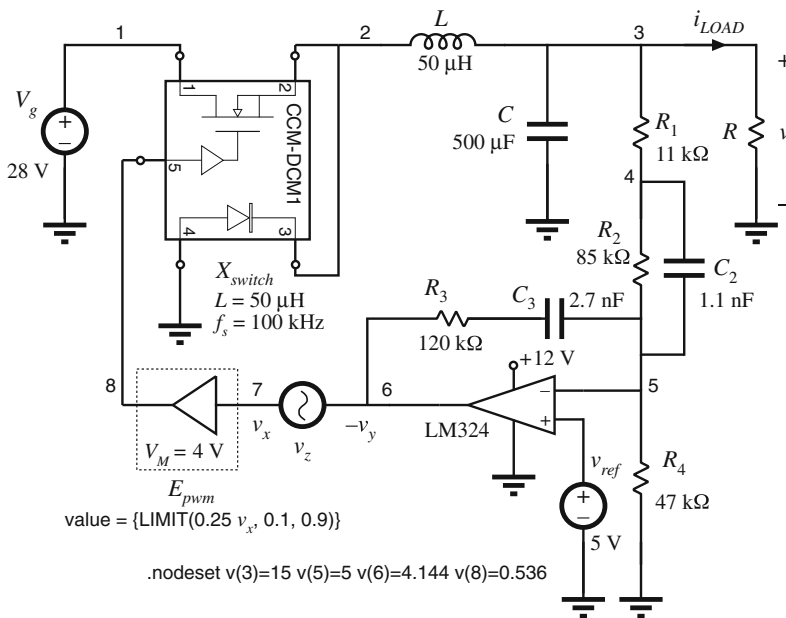 1
2
L
50 µH
3
i_LOAD
+
V_g
+
−
28 V
1
2
CCM-DCM1
5
4
3
C
500 µF
R_1
11 kΩ
R
v
−
4
R_2
85 kΩ
C_2
1.1 nF
X_switch
L = 50 µH
f_s = 100 kHz
R_3
120 kΩ
C_3
2.7 nF
+12 V
8
7
6
5
V_M = 4 V
v_x
v_z
−v_y
LM324
−
+
v_ref
+
−
5 V
R_4
47 kΩ
E_pwm
value = {LIMIT(0.25 v_x, 0.1, 0.9)}
.nodeset v(3)=15 v(5)=5 v(6)=4.144 v(8)=0.536